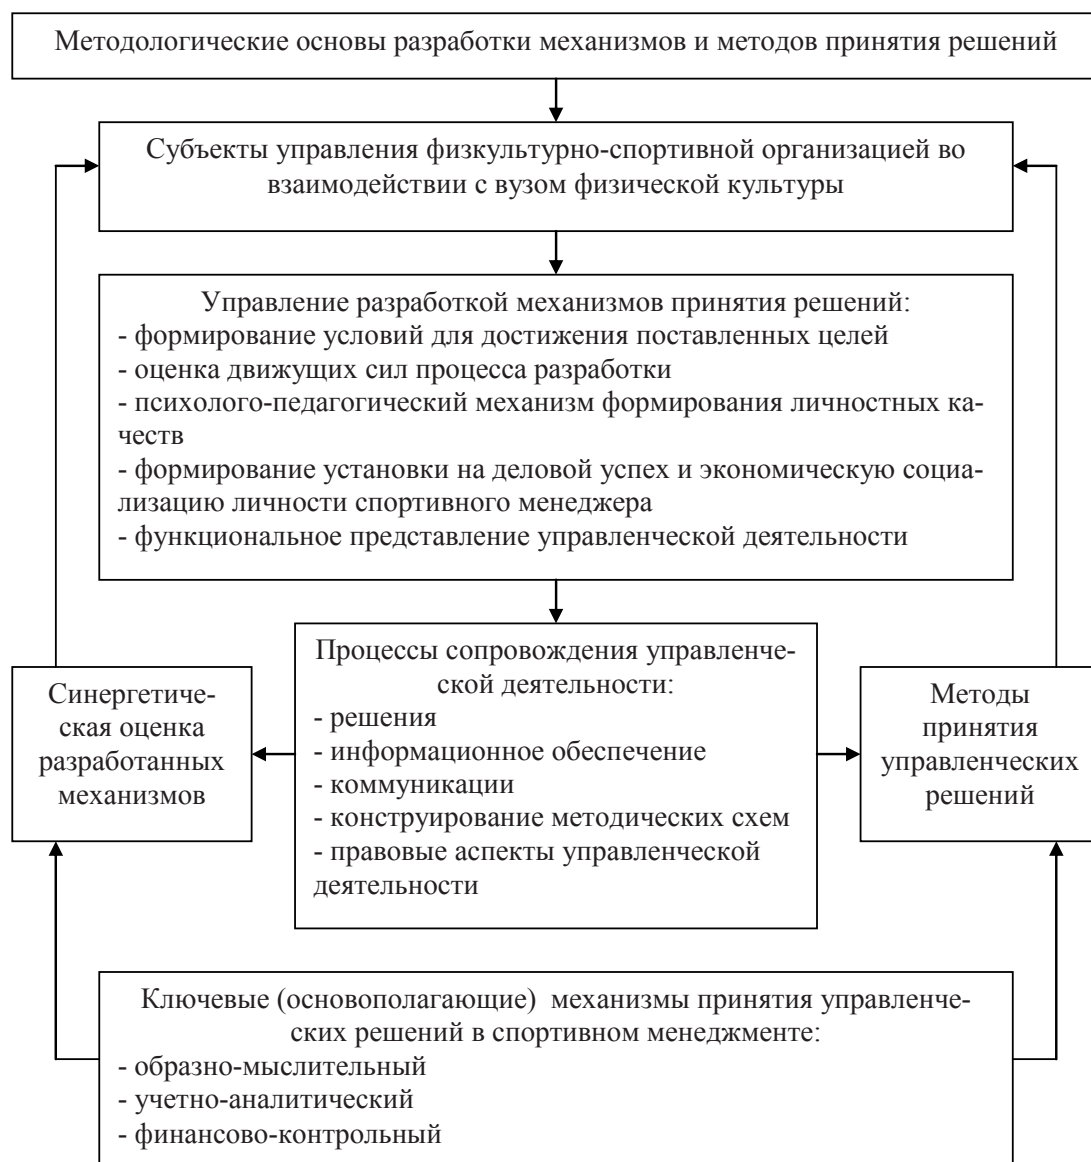 Методологические основы разработки механизмов и методов принятия решений
Субъекты управления физкультурно-спортивной организацией во
взаимодействии с вузом физической культуры
Управление разработкой механизмов принятия решений:
- формирование условий для достижения поставленных целей
- оценка движущих сил процесса разработки
- психолого-педагогический механизм формирования личностных ка-
честв
- формирование установки на деловой успех и экономическую социа-
лизацию личности спортивного менеджера
- функциональное представление управленческой деятельности
Синергетиче-
ская оценка
разработанных
механизмов
Процессы сопровождения управленче-
ской деятельности:
- решения
- информационное обеспечение
- коммуникации
- конструирование методических схем
- правовые аспекты управленческой
деятельности
Методы
принятия
управленческих
решений
Ключевые (основополагающие) механизмы принятия управленче-
ских решений в спортивном менеджменте:
- образно-мыслительный
- учетно-аналитический
- финансово-контрольный